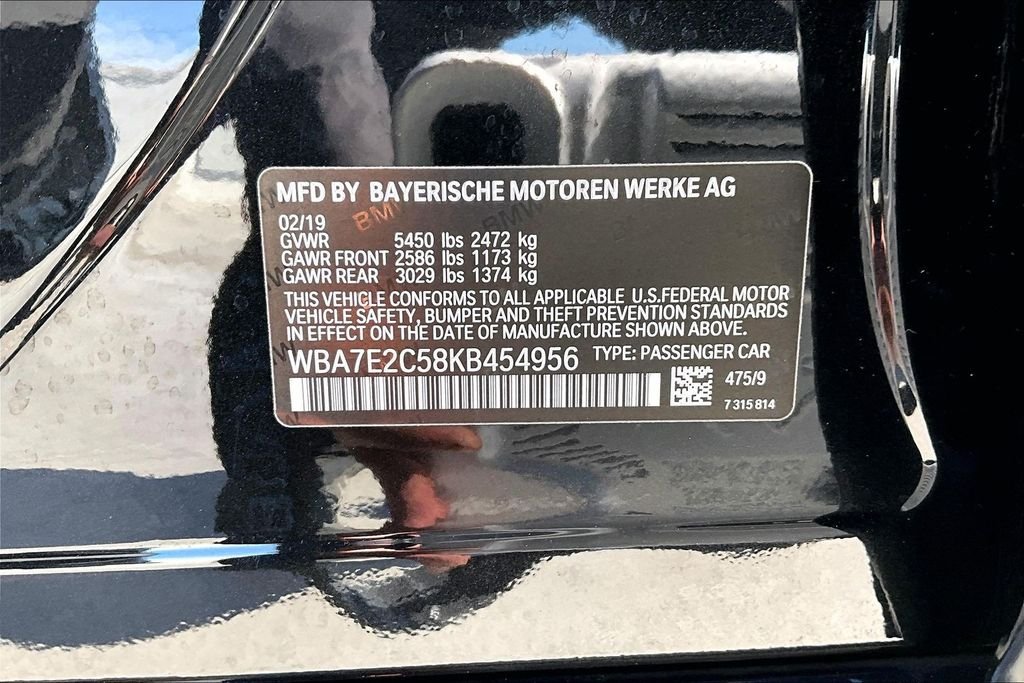 MFD BY BAYERISCHE MOTOREN WERKE AG
02/19
GVWR 5450 lbs 2472 kg
GAWR FRONT 2586 lbs 1173 kg
GAWR REAR 3029 lbs 1374 kg
THIS VEHICLE CONFORMS TO ALL APPLICABLE U.S.FEDERAL MOTOR
VEHICLE SAFETY, BUMPER AND THEFT PREVENTION STANDARDS
IN EFFECT ON THE DATE OF MANUFACTURE SHOWN ABOVE.
WBA7E2C58KB454956 TYPE: PASSENGER CAR
475/9
7 315 814